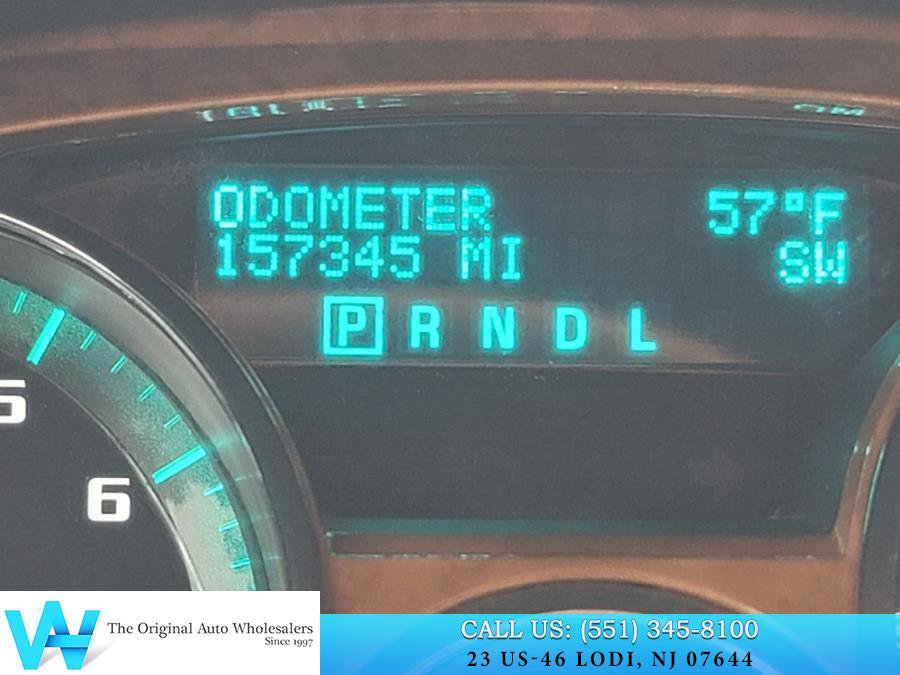 ODOMETER 57°F
157345 MI SW
P R N D L
5
6
The Original Auto Wholesalers
Since 1997
CALL US: (551) 345-8100
23 US-46 LODI, NJ 07644